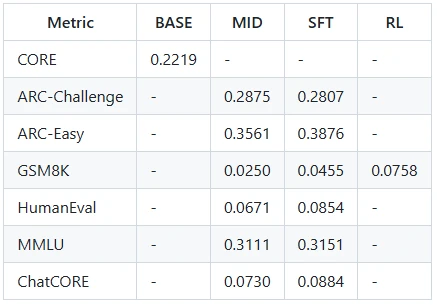 Metric BASE MID SFT RL
CORE 0.2219 - - -
ARC-Challenge - 0.2875 0.2807 -
ARC-Easy - 0.3561 0.3876 -
GSM8K - 0.0250 0.0455 0.0758
HumanEval - 0.0671 0.0854 -
MMLU - 0.3111 0.3151 -
ChatCORE - 0.0730 0.0884 -